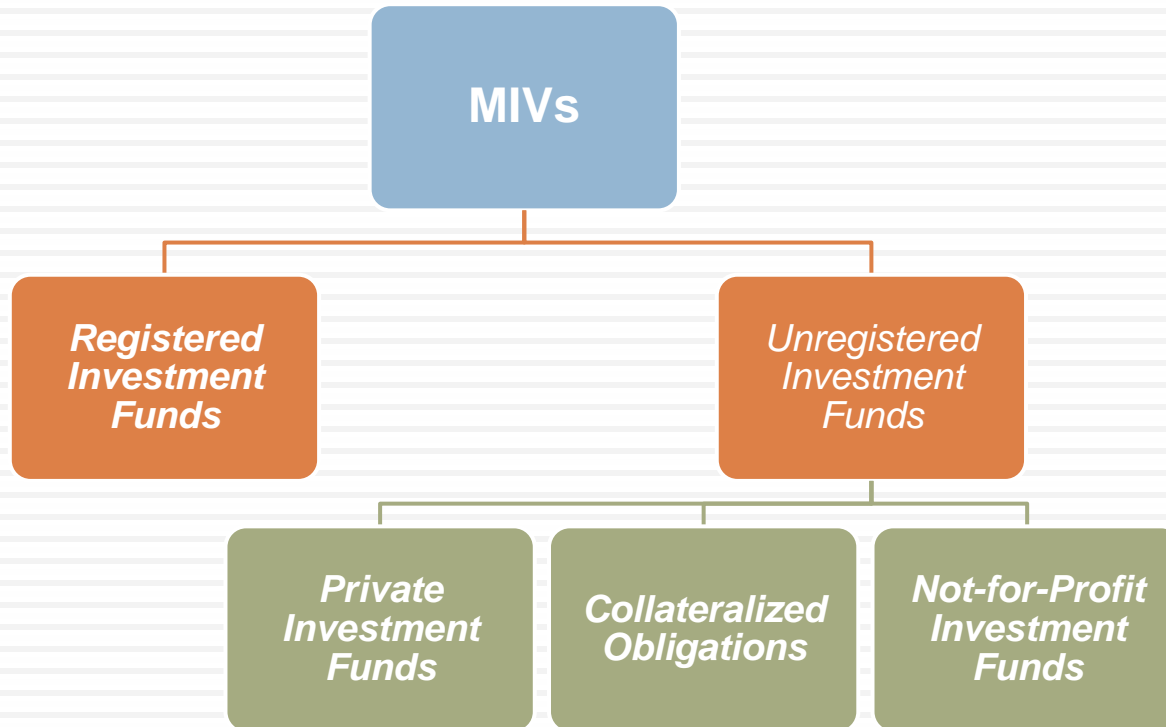 MIVs
Registered
Investment
Funds
Unregistered
Investment
Funds
Private
Investment
Funds
Collateralized
Obligations
Not-for-Profit
Investment
Funds